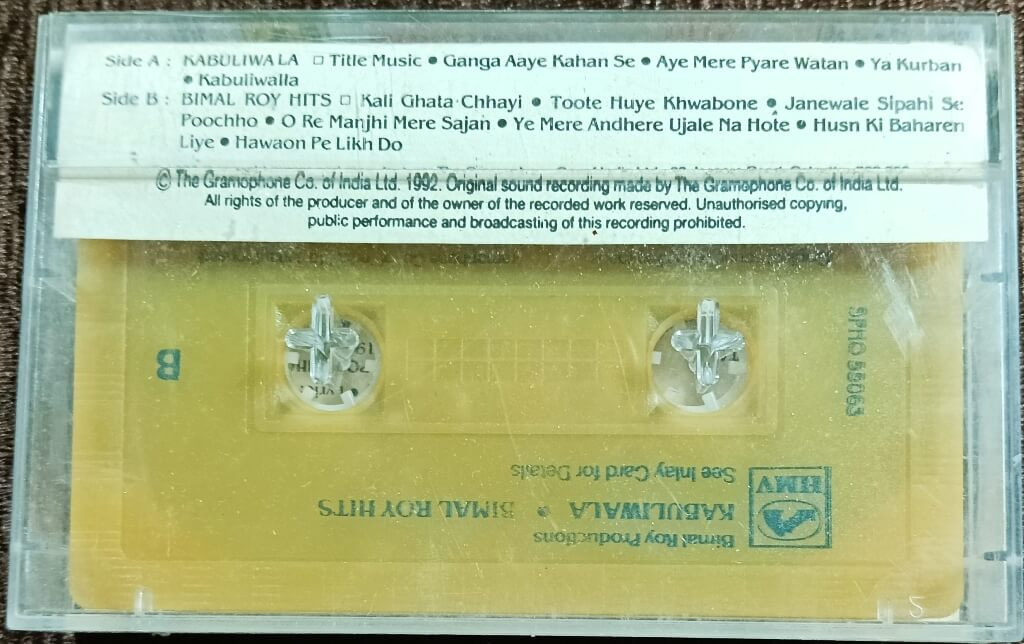 Side A : KABULIWALA □ Title Music • Ganga Aaye Kahan Se • Aye Mere Pyare Watan • Ya Kurban
• Kabuliwalla
Side B : BIMAL ROY HITS □ Kali Ghata Chhayi • Toote Huye Khwabone • Janewale Sipahi Se
Poochho • O Re Manjhi Mere Sajan • Ye Mere Andhere Ujale Na Hote • Husn Ki Baharen
Liye • Hawaon Pe Likh Do
© The Gramophone Co. of India Ltd. 1992. Original sound recording made by The Gramophone Co. of India Ltd.
All rights of the producer and of the owner of the recorded work reserved. Unauthorised copying,
public performance and broadcasting of this recording prohibited.
B
SPHO 55063
HMV
See Inlay Card for Details
KABULIWALA • BIMAL ROY HITS
Bimal Roy Productions
5